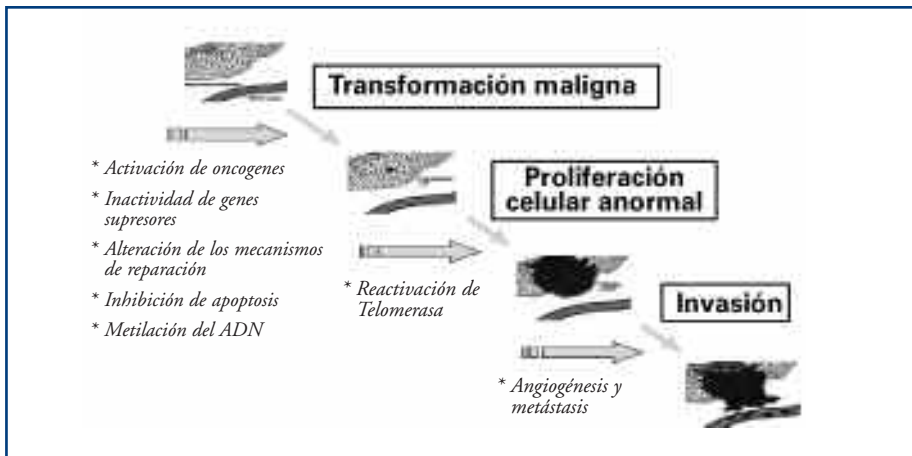 Transformación maligna
* Activación de oncogenes
* Inactividad de genes
supresores
* Alteración de los mecanismos
de reparación
* Inhibición de apoptosis
* Metilación del ADN
Proliferación
celular anormal
* Reactivación de
Telomerasa
Invasión
* Angiogénesis y
metástasis